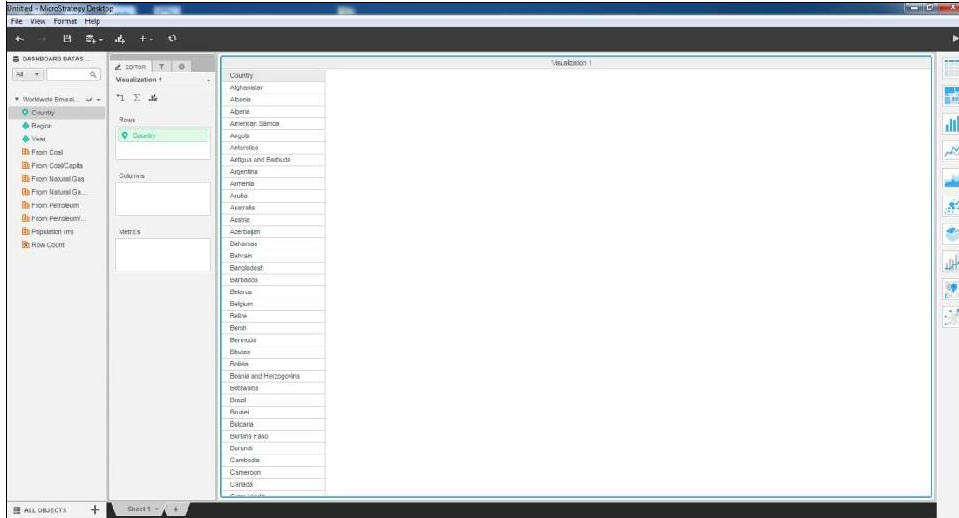 Untitled - MicroStrategy Desktop
File View Format Help
DASHBOARD DATAS...
All
Worldwide Emissi...
Country
Region
Year
From Coal
From Coal/Capita
From Natural Gas
From Natural Ga...
From Petroleum
From Petroleum/...
Population (m)
Row Count
ALL OBJECTS
EDITOR
Visualization 1
Rows
Country
Columns
Metrics
Sheet 1
Visualization 1
Country
Afghanistan
Albania
Algeria
American Samoa
Angola
Antarctica
Antigua and Barbuda
Argentina
Armenia
Aruba
Australia
Austria
Azerbaijan
Bahamas
Bahrain
Bangladesh
Barbados
Belarus
Belgium
Belize
Benin
Bermuda
Bhutan
Bolivia
Bosnia and Herzogovina
Botswana
Brazil
Brunei
Bulgaria
Burkina Faso
Burundi
Cambodia
Cameroon
Canada